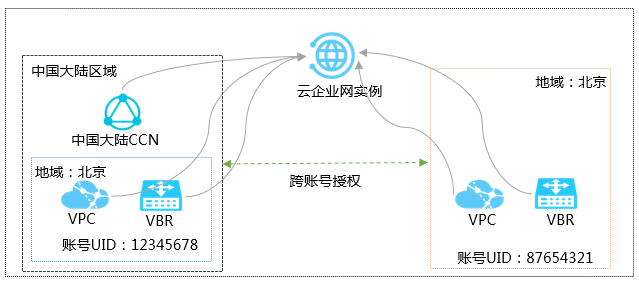 云企业网实例
中国大陆区域
中国大陆CCN
地域：北京
VPC
VBR
账号UID：12345678
跨账号授权
地域：北京
VPC
VBR
账号UID：87654321